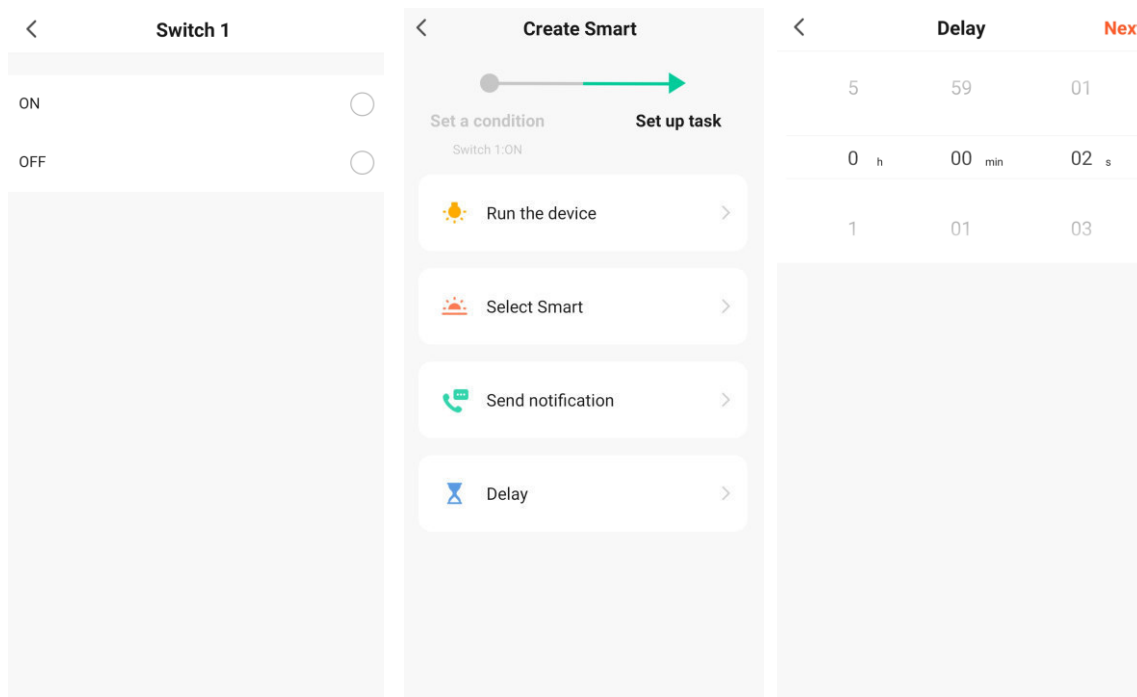 Switch 1
ON
OFF
Create Smart
Set a condition
Set up task
Switch 1:ON
Run the device
Select Smart
Send notification
Delay
Delay
Nex
5 59 01
0 h 00 min 02 s
1 01 03